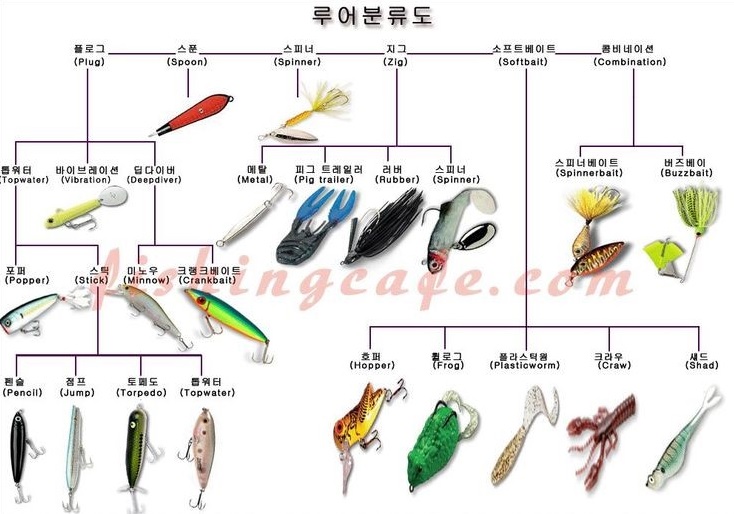 루어분류도
플로그 스푼 스피너 지그 소프트베이트 콤비네이션
(Plug) (Spoon) (Spinner) (Zig) (Softbait) (Combination)
톱워터 바이브레이션 딥다이버 메탈 피그 트레일러 러버 스피너 스피너베이트 버즈베이
(Topwater) (Vibration) (Deepdiver) (Metal) (Pig trailer) (Rubber) (Spinner) (Spinnerbait) (Buzzbait)
포퍼 스틱 미노우 크랭크베이트
(Popper) (Stick) (Minnow) (Crankbait)
fishingcafe.com
호퍼 훨로그 플라스틱웜 크라우 섀드
(Hopper) (Frog) (Plasticworm) (Craw) (Shad)
펜슬 점프 토페도 톱워터
(Pencil) (Jump) (Torpedo) (Topwater)